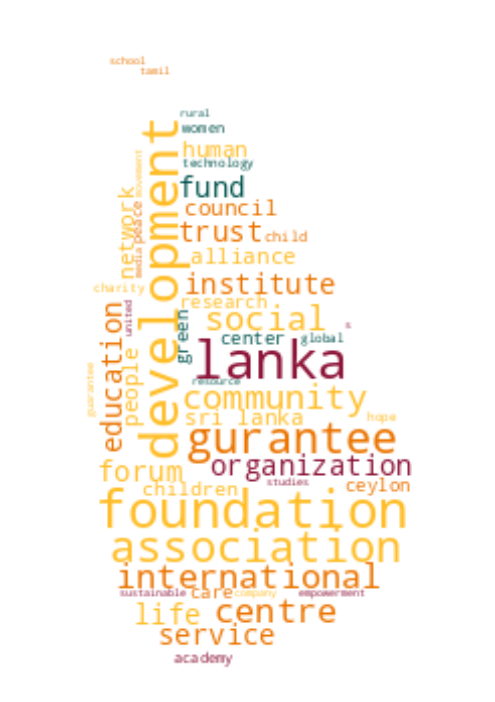 school
tamil
rural
women
human
technology
fund
council
trust
child
alliance
institute
research
social
s
center
global
green
lanka
resource
community
sri lanka
hope
gurantee
organization
studies
forum
children
ceylon
foundation
association
international
sustainable
care
company
empowerment
life
centre
service
academy
development
movement
peace
media
network
charity
united
education
people
guarantee